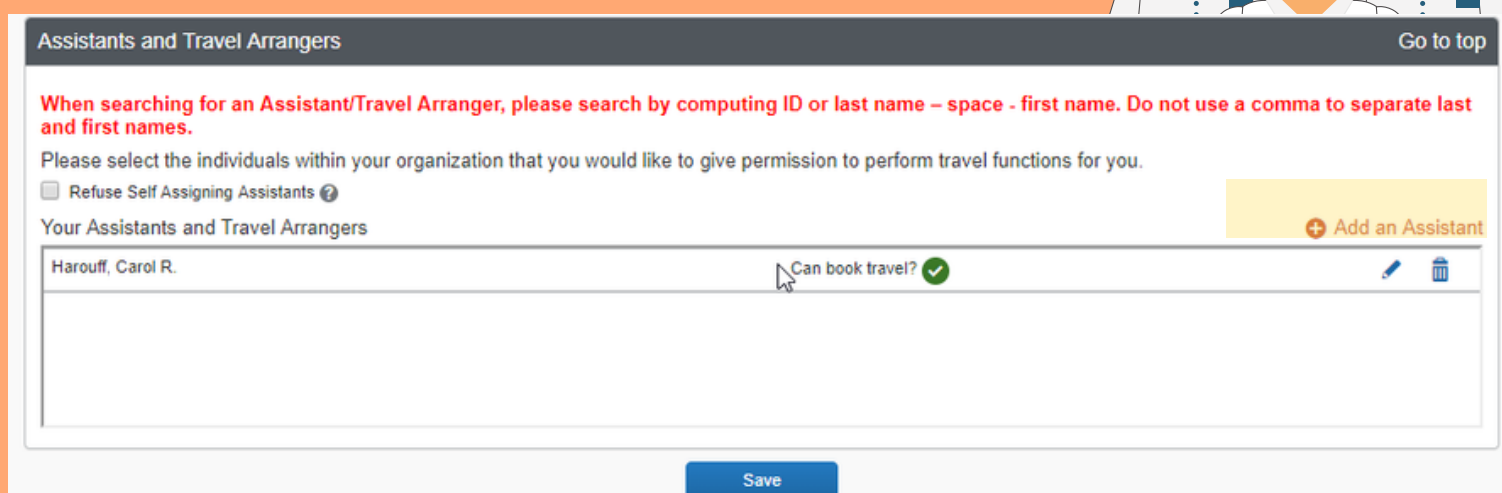 Assistants and Travel Arrangers
Go to top
When searching for an Assistant/Travel Arranger, please search by computing ID or last name – space - first name. Do not use a comma to separate last
and first names.
Please select the individuals within your organization that you would like to give permission to perform travel functions for you.
Refuse Self Assigning Assistants ?
Your Assistants and Travel Arrangers
Add an Assistant
Harouff, Carol R.
Can book travel?
Save